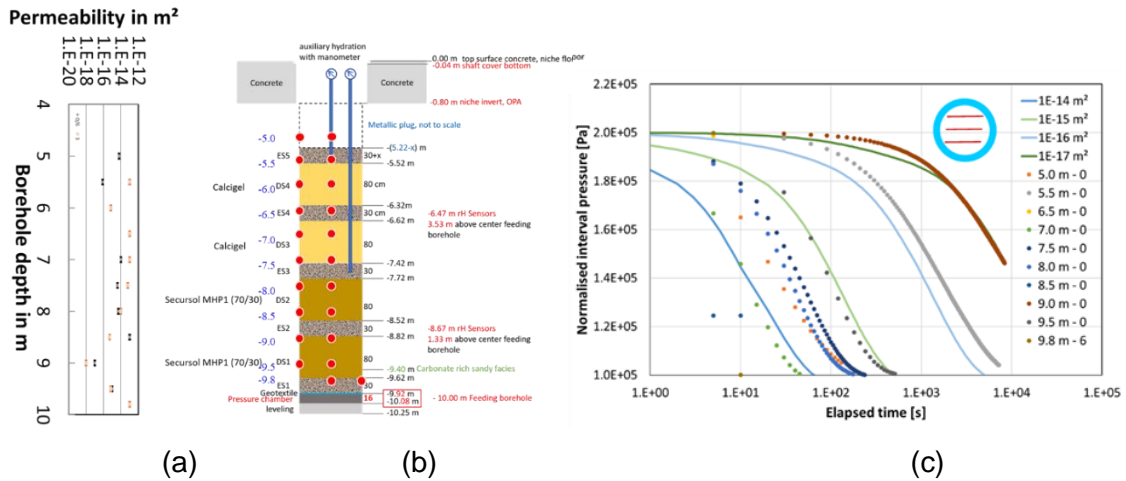 Permeability in m²
1.E-20
1.E-18
1.E-16
1.E-14
1.E-12
Borehole depth in m
4
5
6
7
8
9
10
(a)
auxiliary hydration
with manometer
Concrete
Concrete
0.00 m top surface concrete, niche floor
-0.04 m shaft cover bottom
-0.80 m niche invert, OPA
Metallic plug, not to scale
-5.0
-(5.22-x) m
ES5
30+x
-5.5
-5.52 m
Calcigel
-6.0
DS4
80 cm
-6.32m
-6.5
ES4
30 cm
-6.62 m
-6.47 m rH Sensors
3.53 m above center feeding
borehole
Calcigel
-7.0
DS3
80
-7.42 m
-7.5
ES3
30
-7.72 m
-8.0
Securso​l MHP1 (70/30)
DS2
80
-8.5
-8.52 m
ES2
30
-8.82 m
-8.67 m rH Sensors
1.33 m above center feeding
borehole
-9.0
Securso​l MHP1 (70/30)
DS1
80
-9.5
-9.40 m Carbonate rich sandy facies
-9.62 m
-9.8
ES1
30
Geotextile
-9.92 m
Pressure chamber
16
-10.08 m
- 10.00 m Feeding borehole
leveling
-10.25 m
(b)
Normalised interval pressure [Pa]
2.2E+05
2.0E+05
1.8E+05
1.6E+05
1.4E+05
1.2E+05
1.0E+05
1.E+0
1.E+1
1.E+2
1.E+3
1.E+4
1.E+5
Elapsed time [s]
1E-14 m²
1E-15 m²
1E-16 m²
1E-17 m²
5.0 m - 0
5.5 m - 0
6.5 m - 0
7.0 m - 0
7.5 m - 0
8.0 m - 0
8.5 m - 0
9.0 m - 0
9.5 m - 0
9.8 m - 6
(c)